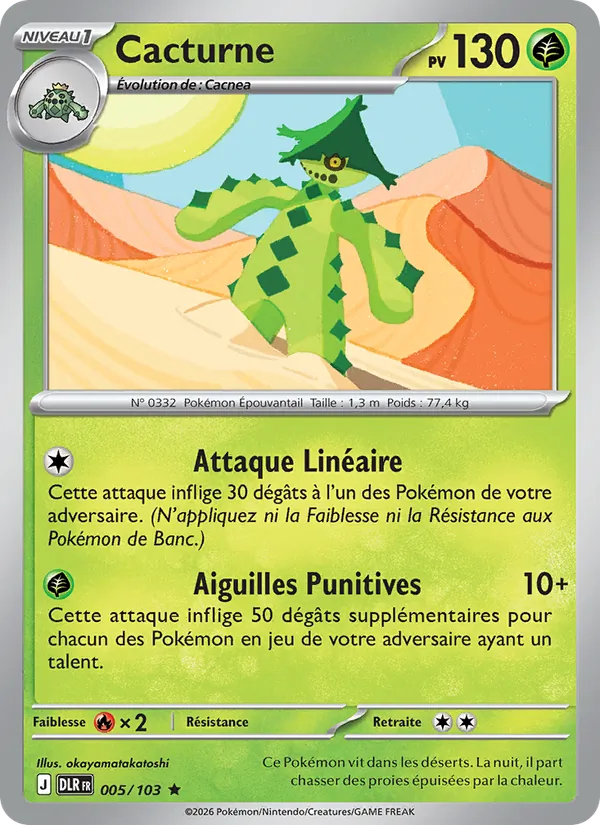 NIVEAU 1
Cacturne
PV 130
Évolution de : Cacnea
N° 0332 Pokémon Épouvantail Taille : 1,3 m Poids : 77,4 kg
Attaque Linéaire
Cette attaque inflige 30 dégâts à l'un des Pokémon de votre
adversaire. (N'appliquez ni la Faiblesse ni la Résistance aux
Pokémon de Banc.)
Aiguilles Punitives 10+
Cette attaque inflige 50 dégâts supplémentaires pour
chacun des Pokémon en jeu de votre adversaire ayant un
talent.
Faiblesse ×2 Résistance Retraite
Illus. okayamatakatoshi
Ce Pokémon vit dans les déserts. La nuit, il part
chasser des proies épuisées par la chaleur.
J DLR FR 005/103 ★
©2026 Pokémon/Nintendo/Creatures/GAME FREAK